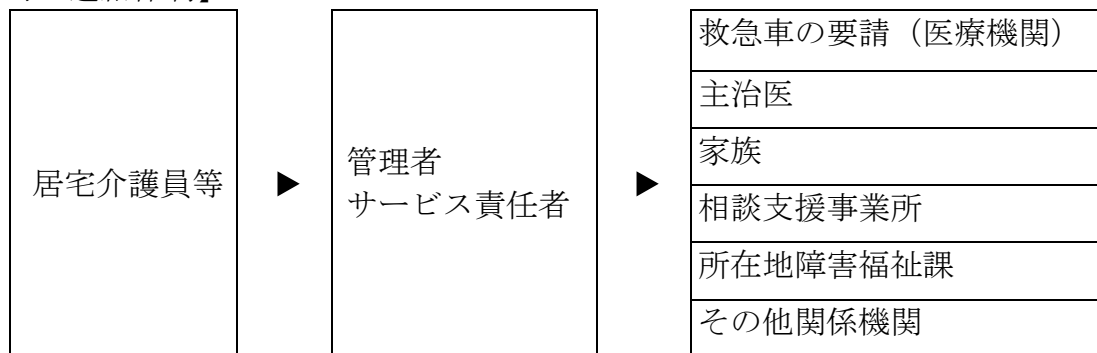 居宅介護員等
▶
管理者
サービス責任者
▶
救急車の要請（医療機関）
主治医
家族
相談支援事業所
所在地障害福祉課
その他関係機関